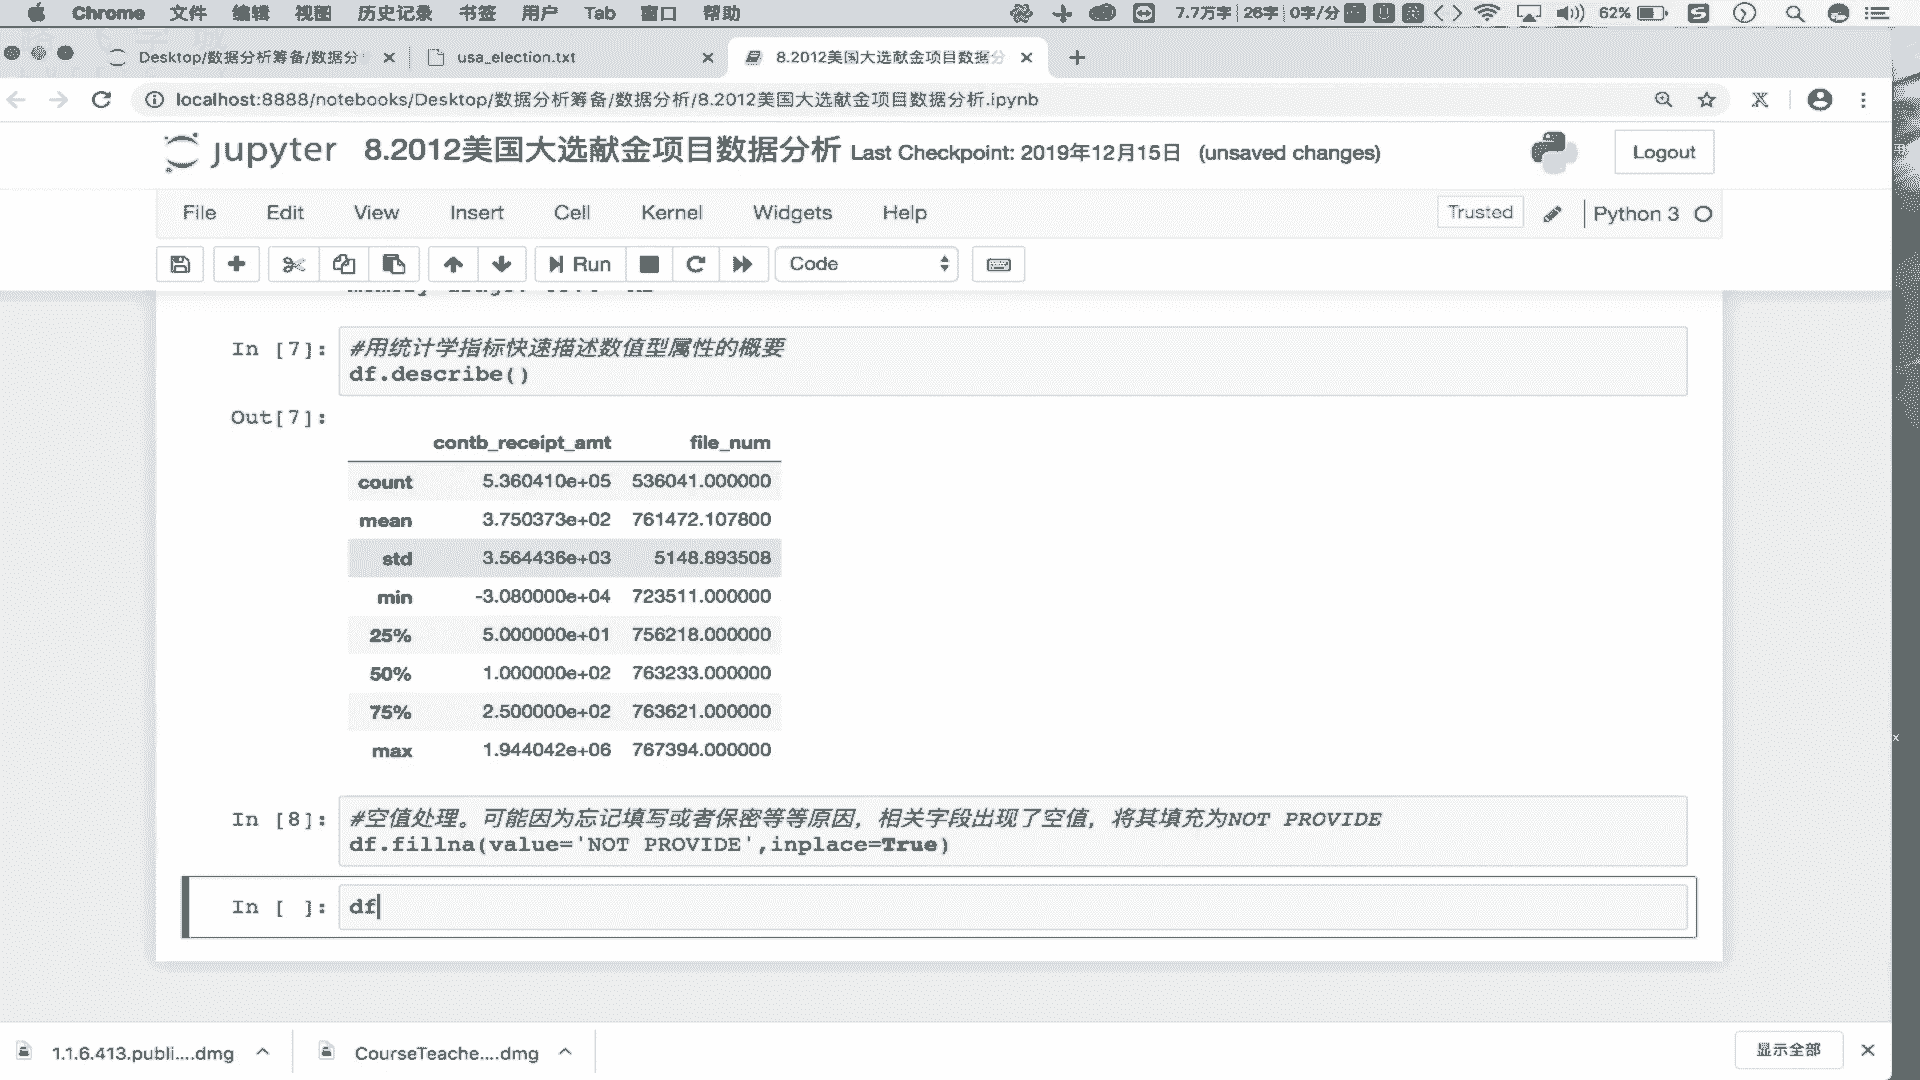 Chrome 文件 编辑 视图 历史记录 书签 用户 Tab 窗口 帮助 7.7万字 26字 0字/分 62%
Desktop/数据分析筹备/数据分 usa_election.txt 8.2012美国大选献金项目数据分
localhost:8888/notebooks/Desktop/数据分析筹备/数据分析/8.2012美国大选献金项目数据分析.ipynb
jupyter 8.2012美国大选献金项目数据分析 Last Checkpoint: 2019年12月15日 (unsaved changes) Logout
File Edit View Insert Cell Kernel Widgets Help Trusted Python 3
Run Code
In [7]: #用统计学指标快速描述数值型属性的概要
df.describe()
Out[7]:
contb_receipt_amt file_num
count 5.360410e+05 536041.000000
mean 3.750373e+02 761472.107800
std 3.564436e+03 5148.893508
min -3.080000e+04 723511.000000
25% 5.000000e+01 756218.000000
50% 1.000000e+02 763233.000000
75% 2.500000e+02 763621.000000
max 1.944042e+06 767394.000000
In [8]: #空值处理。可能因为忘记填写或者保密等等原因，相关字段出现了空值，将其填充为NOT PROVIDE
df.fillna(value='NOT PROVIDE',inplace=True)
In [ ]: df
1.1.6.413.publi....dmg CourseTeache....dmg 显示全部